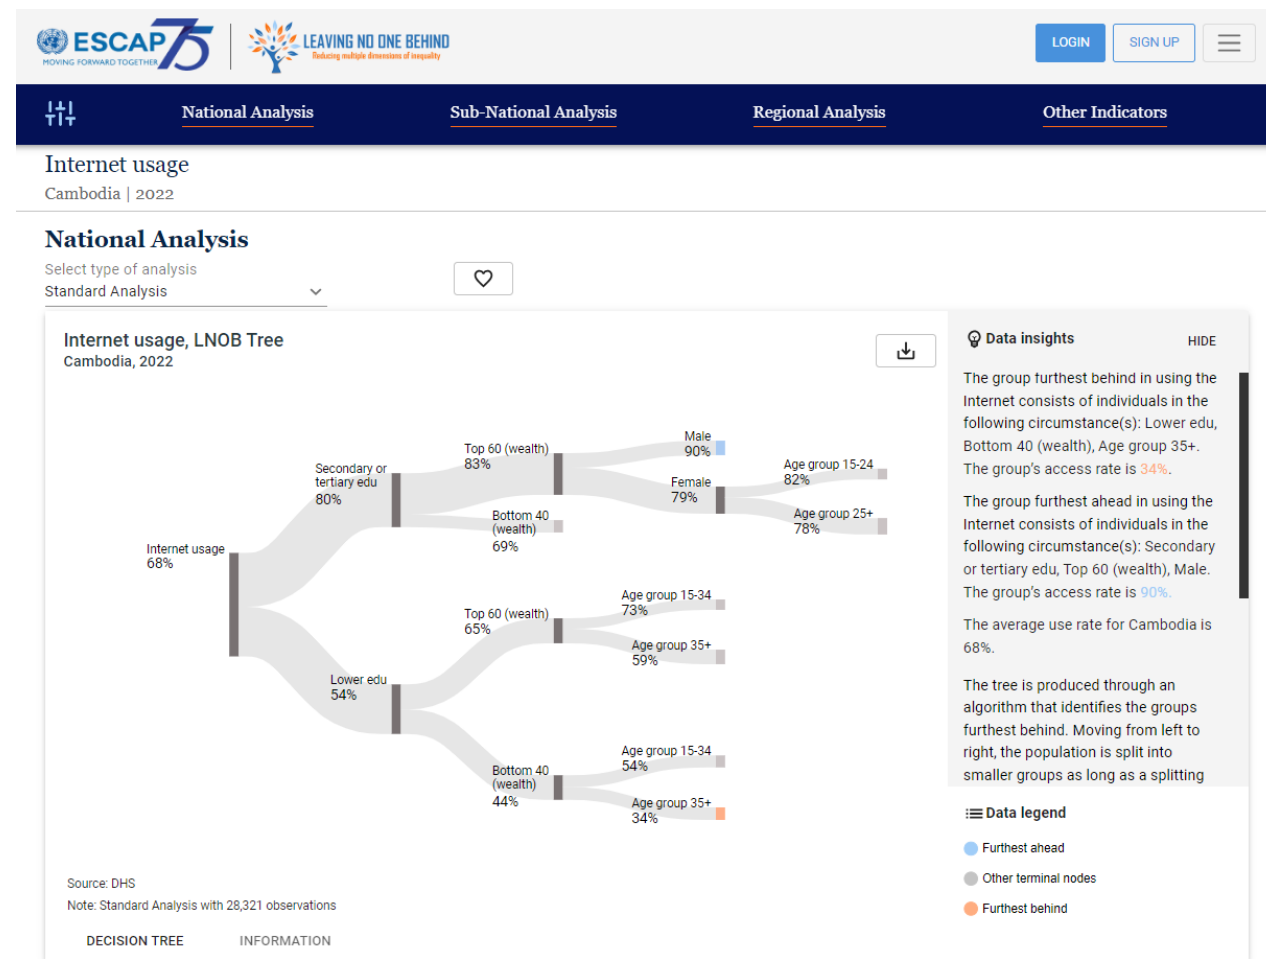 ESCAP 75
MOVING FORWARD TOGETHER
LEAVING NO ONE BEHIND
Reducing multiple dimensions of inequality
LOGIN
SIGN UP
National Analysis
Sub-National Analysis
Regional Analysis
Other Indicators
Internet usage
Cambodia | 2022
National Analysis
Select type of analysis
Standard Analysis
Internet usage, LNOB Tree
Cambodia, 2022
Internet usage
68%
Secondary or
tertiary edu
80%
Lower edu
54%
Top 60 (wealth)
83%
Bottom 40
(wealth)
69%
Top 60 (wealth)
65%
Bottom 40
(wealth)
44%
Male
90%
Female
79%
Age group 15-24
82%
Age group 25+
78%
Age group 15-34
73%
Age group 35+
59%
Age group 15-34
54%
Age group 35+
34%
Source: DHS
Note: Standard Analysis with 28,321 observations
DECISION TREE
INFORMATION
Data insights
HIDE
The group furthest behind in using the
Internet consists of individuals in the
following circumstance(s): Lower edu,
Bottom 40 (wealth), Age group 35+.
The group's access rate is 34%.
The group furthest ahead in using the
Internet consists of individuals in the
following circumstance(s): Secondary
or tertiary edu, Top 60 (wealth), Male.
The group's access rate is 90%.
The average use rate for Cambodia is
68%.
The tree is produced through an
algorithm that identifies the groups
furthest behind. Moving from left to
right, the population is split into
smaller groups as long as a splitting
Data legend
Furthest ahead
Other terminal nodes
Furthest behind